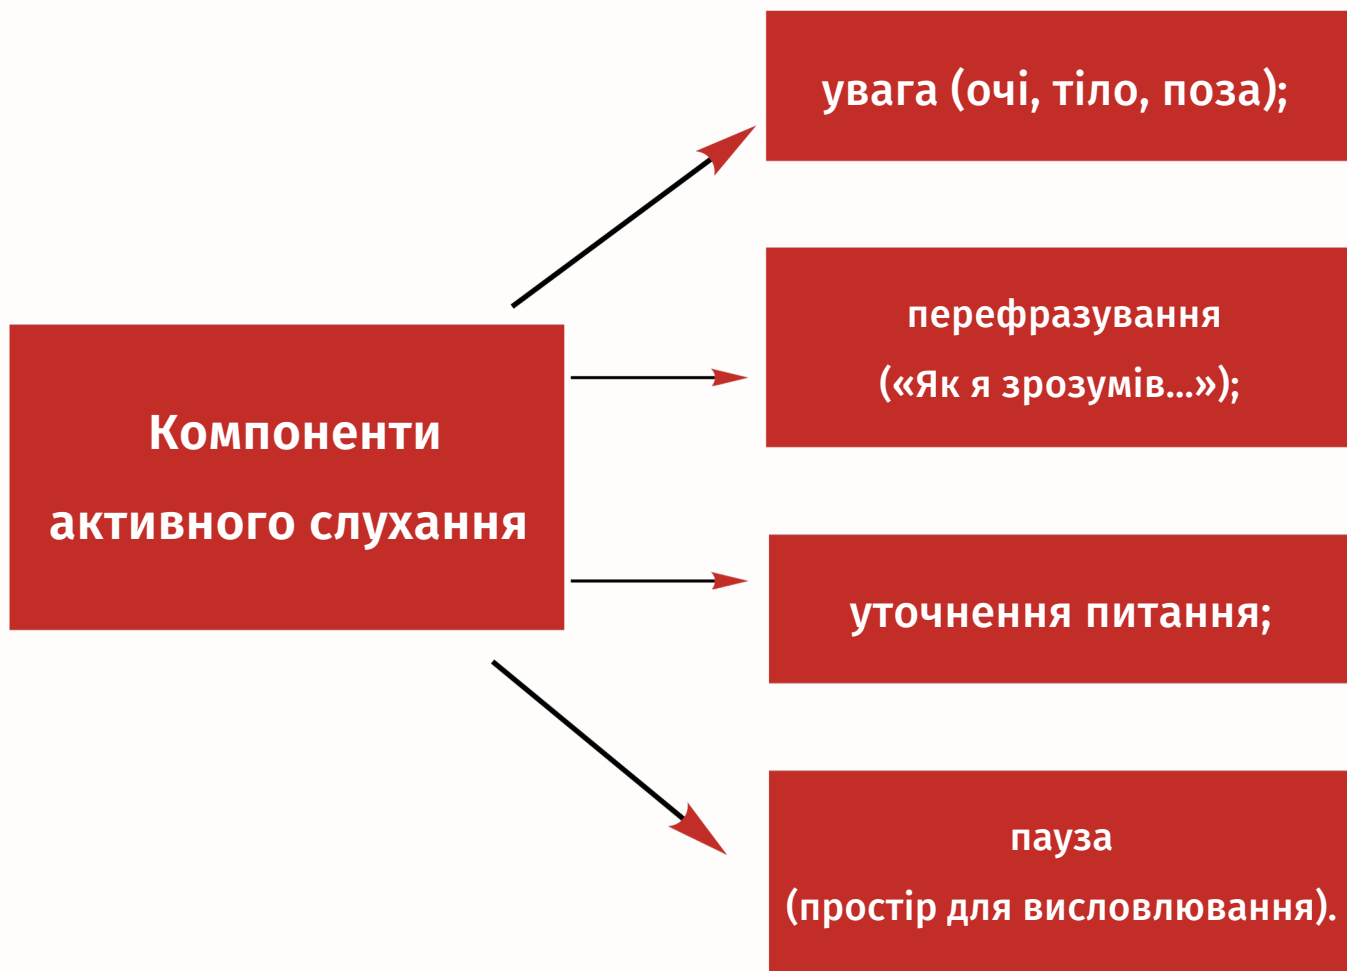 Компоненти
активного слухання
увага (очі, тіло, поза);
перефразування
(«Як я зрозумів...»);
уточнення питання;
пауза
(простір для висловлювання).